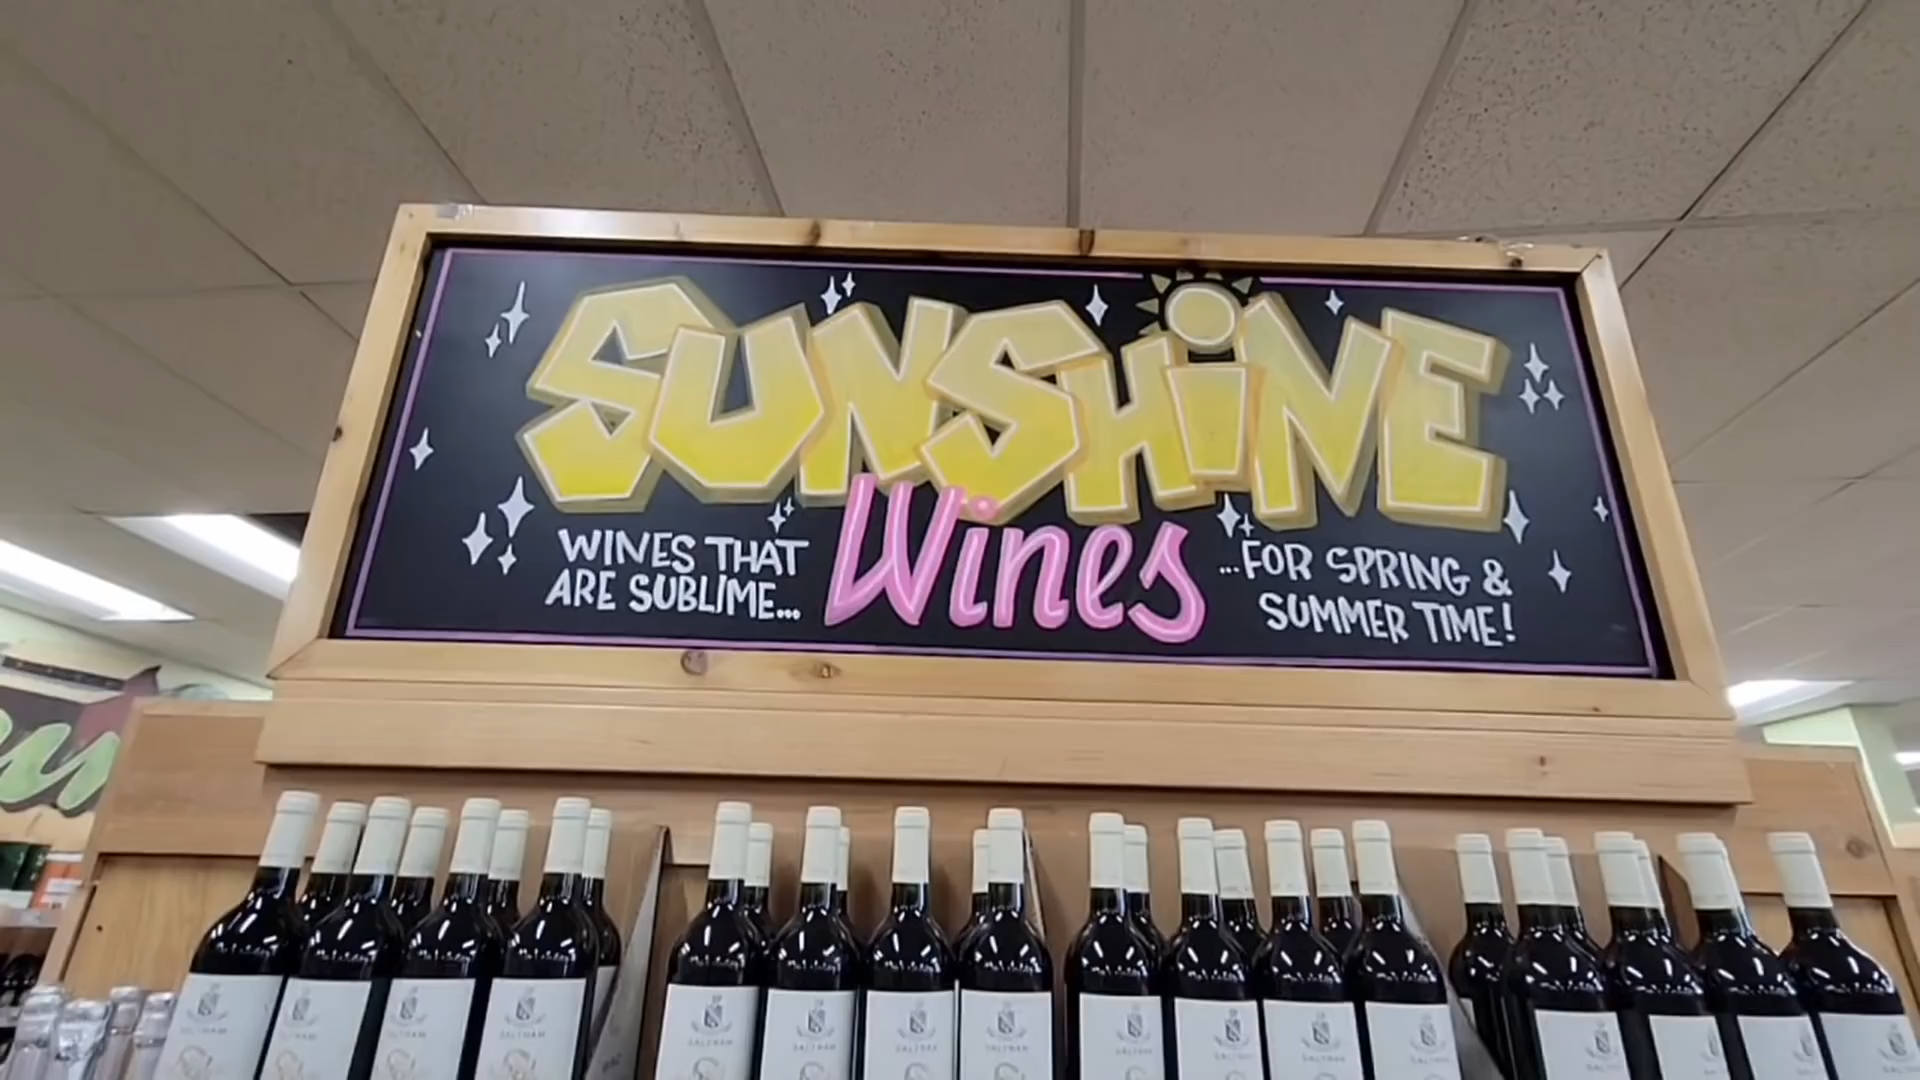 SUNSHINE
Wines
WINES THAT
ARE SUBLIME...
...FOR SPRING &
SUMMER TIME!